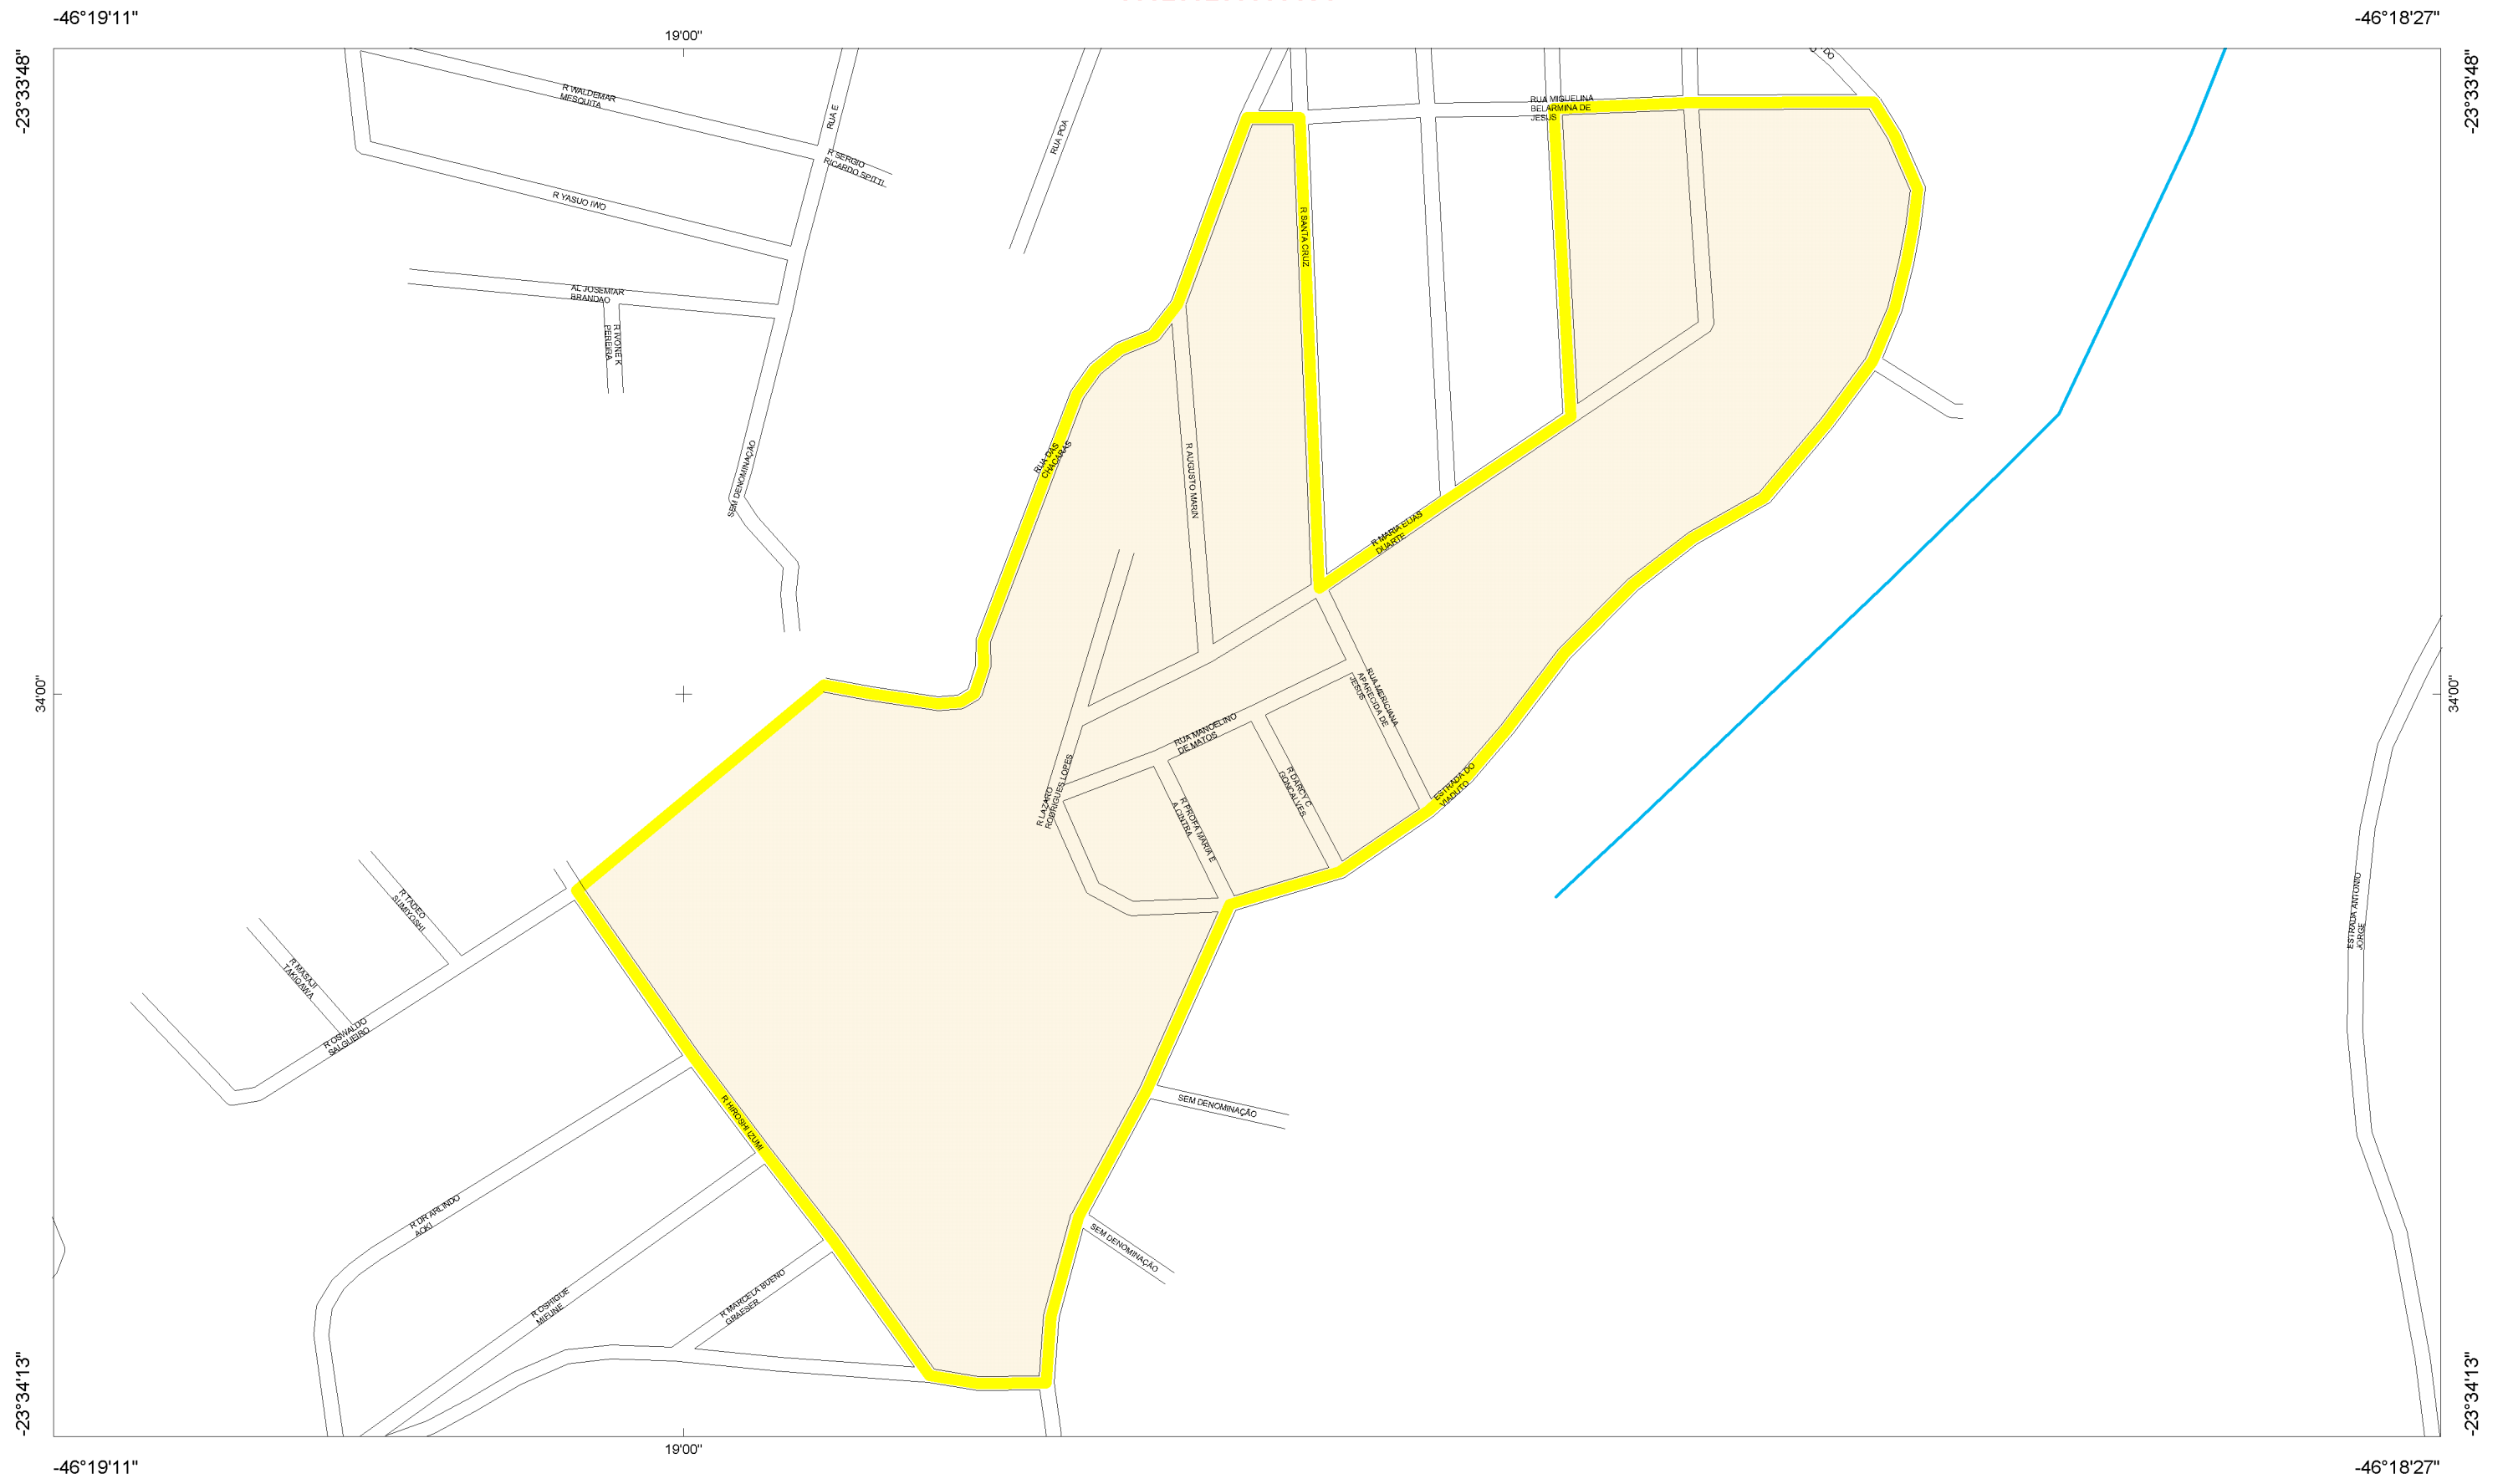 -46°19'11"
-46°18'27"
19'00"
-23°33'48"
-23°33'48"
DO
R WALDEMAR
MESQUITA
RUA E
RUA POA
RUA MIGUELINA
BELARMINA DE
JESUS
R SERGIO
RICARDO SPITTI
R YASUO IWO
R SANTA CRUZ
AL JOSEMIAR
BRANDAO
R IVONE K
PEREIRA
SEM DENOMINAÇÃO
RUA DAS
CHACARAS
R AUGUSTO MARIN
R MARIA ELIAS
DUARTE
34'00"
34'00"
RUA MERICIANA
APARECIDA DE
JESUS
RUA MANOELINO
DE MATOS
R LAZARO
RODRIGUES LOPES
R DARCY C
GONCALVES
ESTRADA DO
VIADUTO
R PROFA MARIA E
A CINTRA
R TADEO
SUMIYOSHI
R MASAJI
TAKIGAWA
ESTRADA ANTONIO
JORGE
R OSWALDO
SALGUEIRO
R HIROSHI IZUMI
SEM DENOMINAÇÃO
R DR ARLINDO
AOKI
SEM DENOMINAÇÃO
R OSHIGUE
MIFUNE
R MARCELA BUENO
GRAESER
-23°34'13"
-23°34'13"
19'00"
-46°19'11"
-46°18'27"